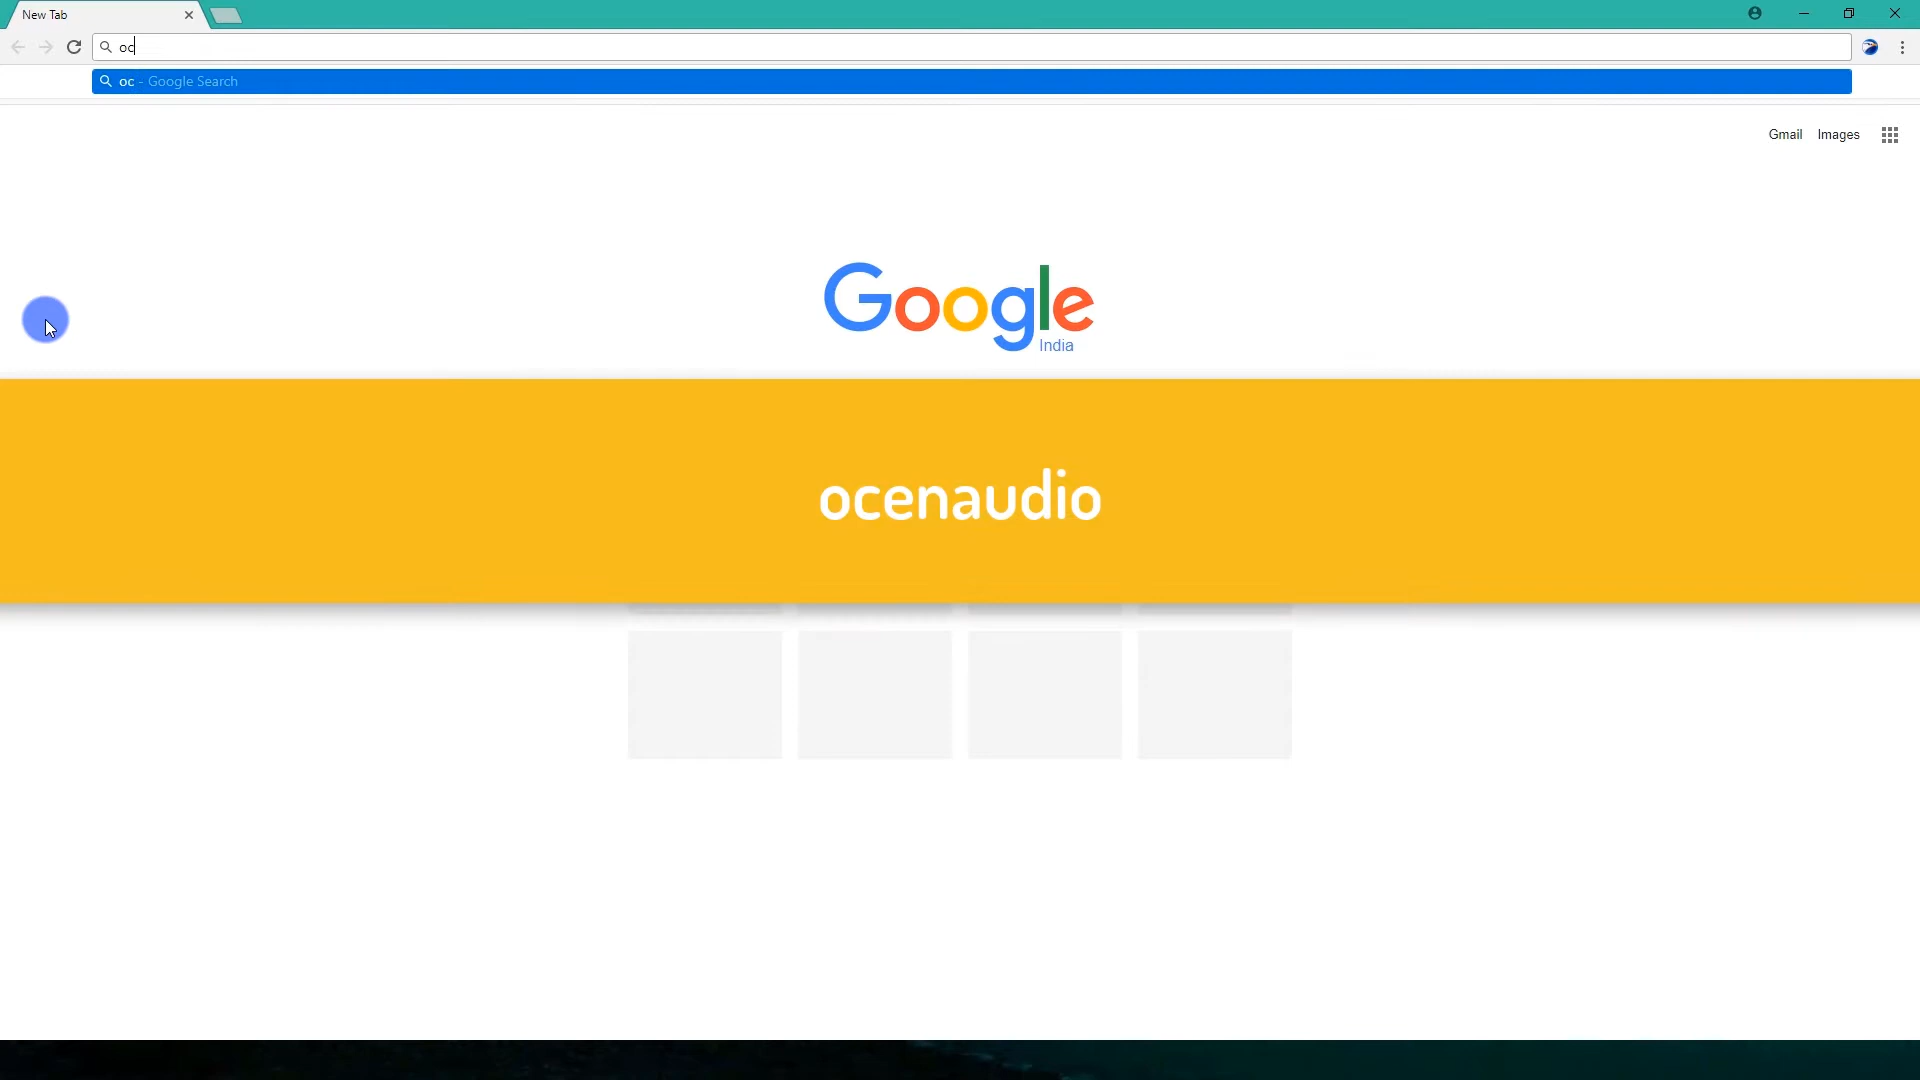 New Tab
oc
oc - Google Search
Gmail Images
Google
India
ocenaudio